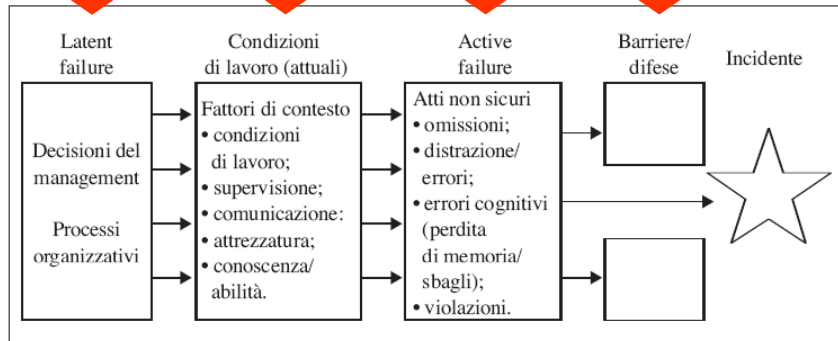 Latent
failure
Condizioni
di lavoro (attuali)
Active
failure
Barriere/
difese
Incidente
Decisioni del
management
Processi
organizzativi
Fattori di contesto
• condizioni
di lavoro;
• supervisione;
• comunicazione:
• attrezzatura;
• conoscenza/
abilità.
Atti non sicuri
• omissioni;
• distrazione/
errori;
• errori cognitivi
(perdita
di memoria/
sbagli);
• violazioni.